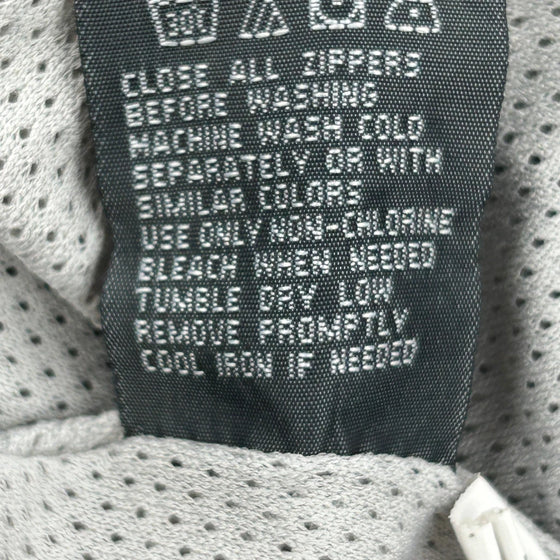 CLOSE ALL ZIPPERS
BEFORE WASHING
MACHINE WASH COLD
SEPARATELY OR WITH
SIMILAR COLORS
USE ONLY NON-CHLORINE
BLEACH WHEN NEEDED
TUMBLE DRY LOW
REMOVE PROMPTLY
COOL IRON IF NEEDED